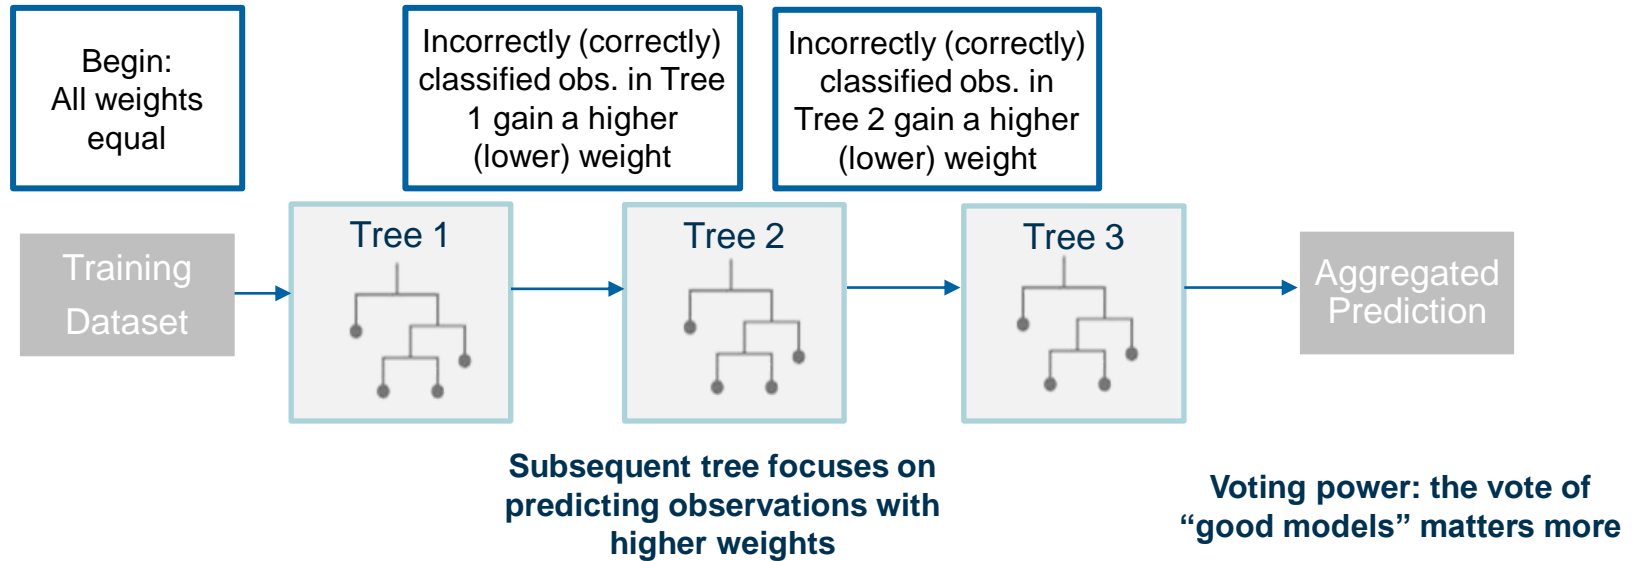 Begin:
All weights
equal
Incorrectly (correctly)
classified obs. in Tree
1 gain a higher
(lower) weight
Incorrectly (correctly)
classified obs. in
Tree 2 gain a higher
(lower) weight
Training
Dataset
Tree 1
Tree 2
Tree 3
Aggregated
Prediction
Subsequent tree focuses on
predicting observations with
higher weights
Voting power: the vote of
“good models” matters more